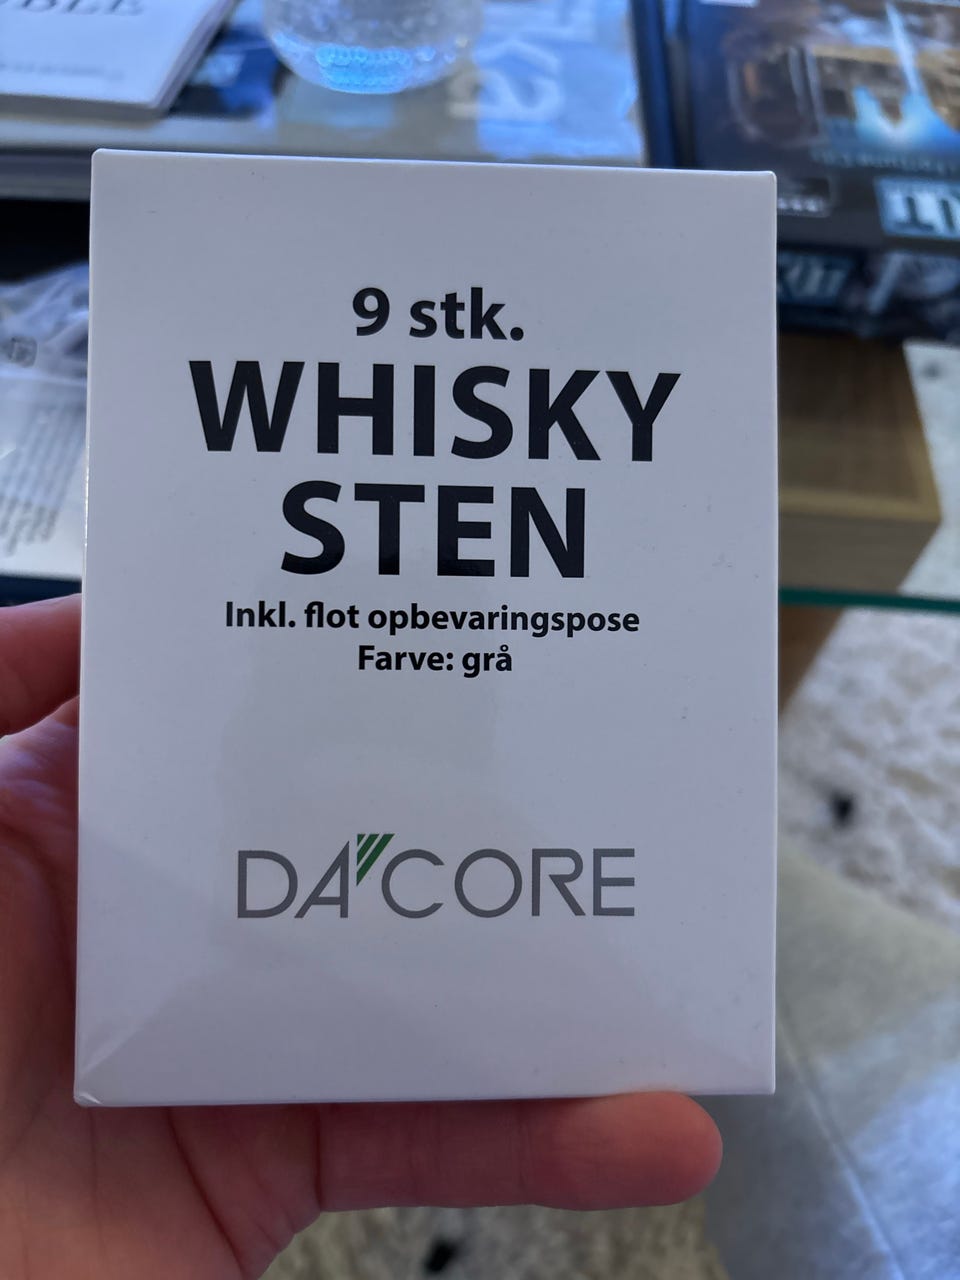 9 stk.
WHISKY
STEN
Inkl. flot opbevaringspose
Farve: grå
DA'CORE